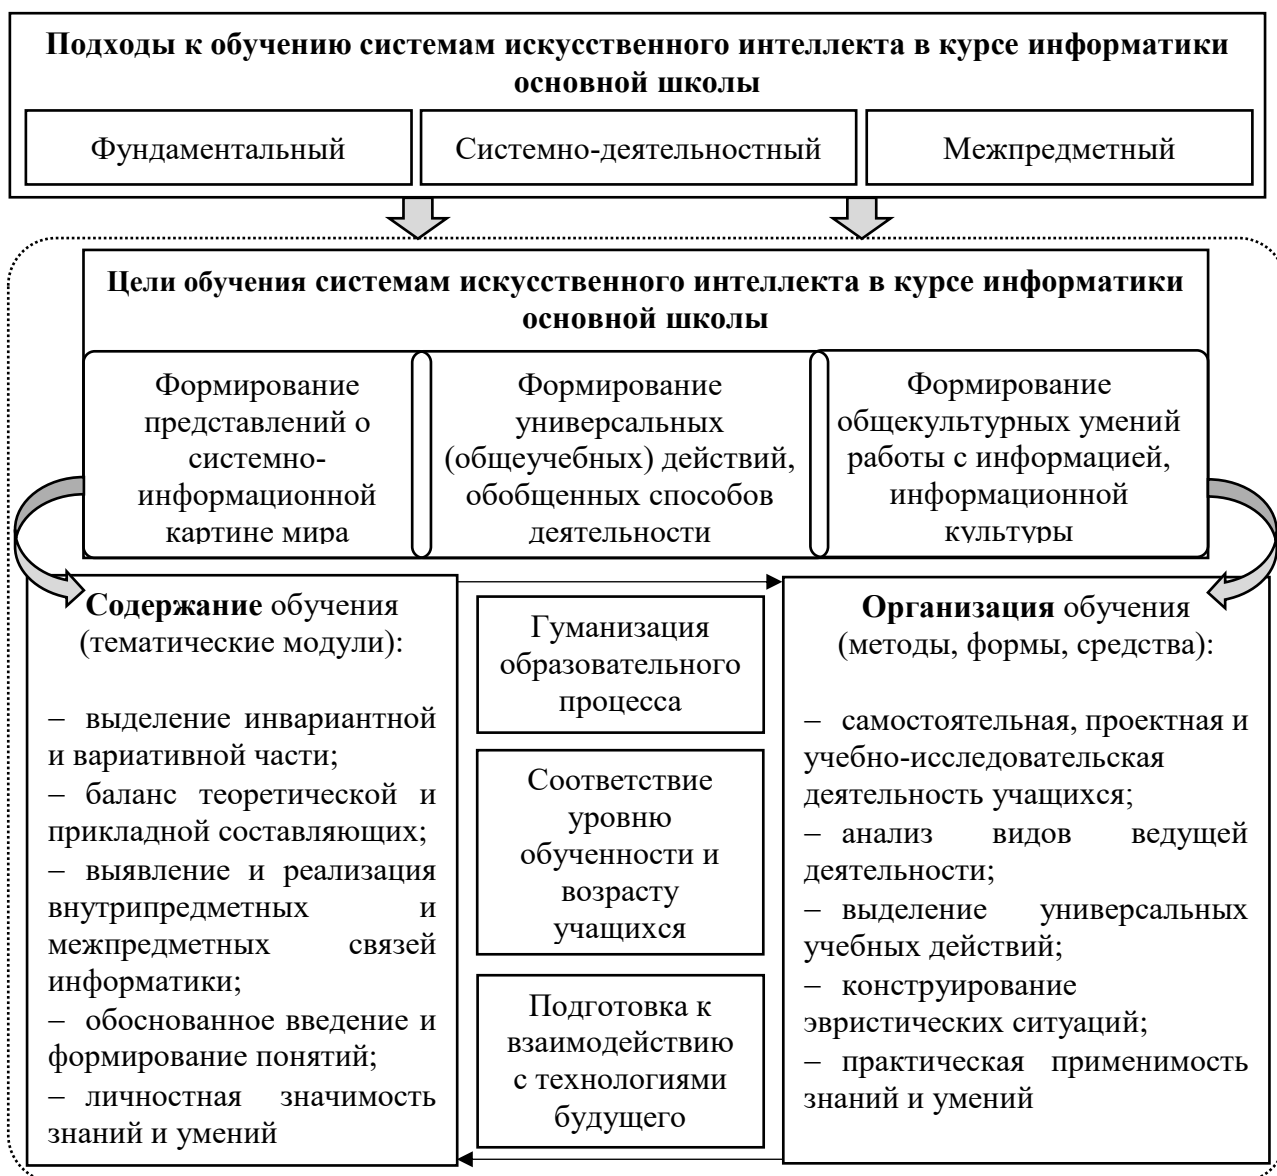 Подходы к обучению системам искусственного интеллекта в курсе информатики
основной школы
Фундаментальный
Системно-деятельностный
Межпредметный
Цели обучения системам искусственного интеллекта в курсе информатики
основной школы
Формирование
представлений о
системно-
информационной
картине мира
Формирование
универсальных
(общеучебных) действий,
обобщенных способов
деятельности
Формирование
общекультурных умений
работы с информацией,
информационной
культуры
Содержание обучения
(тематические модули):
– выделение инвариантной
и вариативной части;
– баланс теоретической и
прикладной составляющих;
– выявление и реализация
внутрипредметных и
межпредметных связей
информатики;
– обоснованное введение и
формирование понятий;
– личностная значимость
знаний и умений
Гуманизация
образовательного
процесса
Соответствие
уровню
обученности и
возрасту
учащихся
Подготовка к
взаимодействию
с технологиями
будущего
Организация обучения
(методы, формы, средства):
– самостоятельная, проектная и
учебно-исследовательская
деятельность учащихся;
– анализ видов ведущей
деятельности;
– выделение универсальных
учебных действий;
– конструирование
эвристических ситуаций;
– практическая применимость
знаний и умений